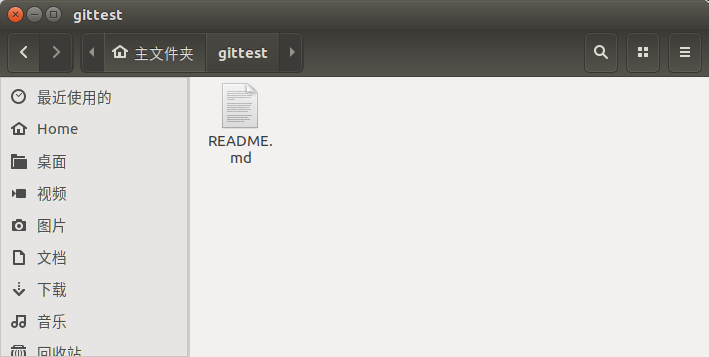 gittest
主文件夹
gittest
最近使用的
Home
桌面
视频
图片
文档
下载
音乐
回收站
README.
md